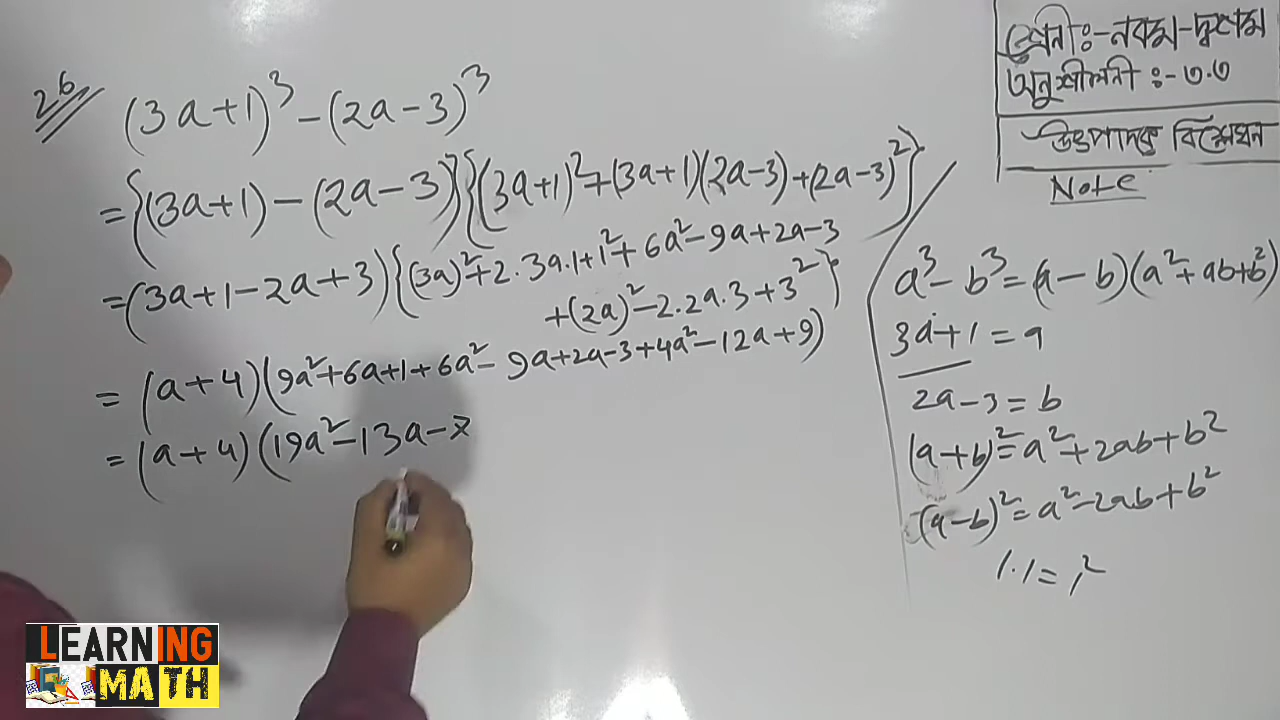 26
(3a+1)³-(2a-3)³
={(3a+1)-(2a-3)}{(3a+1)²+(3a+1)(2a-3)+(2a-3)²}
=(3a+1-2a+3){(3a)²+2.3a.1+1²+6a²-9a+2a-3
+(2a)²-2.2a.3+3²}
=(a+4)(9a²+6a+1+6a²-9a+2a-3+4a²-12a+9)
=(a+4)(19a²-13a-7
শ্রেনী:-নবম-দশম
অনুশীলনী:-৩.৩
উৎপাদক বিশ্লেষন
Note
a³-b³=(a-b)(a²+ab+b²)
3a+1=a
2a-3=b
(a+b)²=a²+2ab+b²
(a-b)²=a²-2ab+b²
1.1=1²
LEARNING
MATH